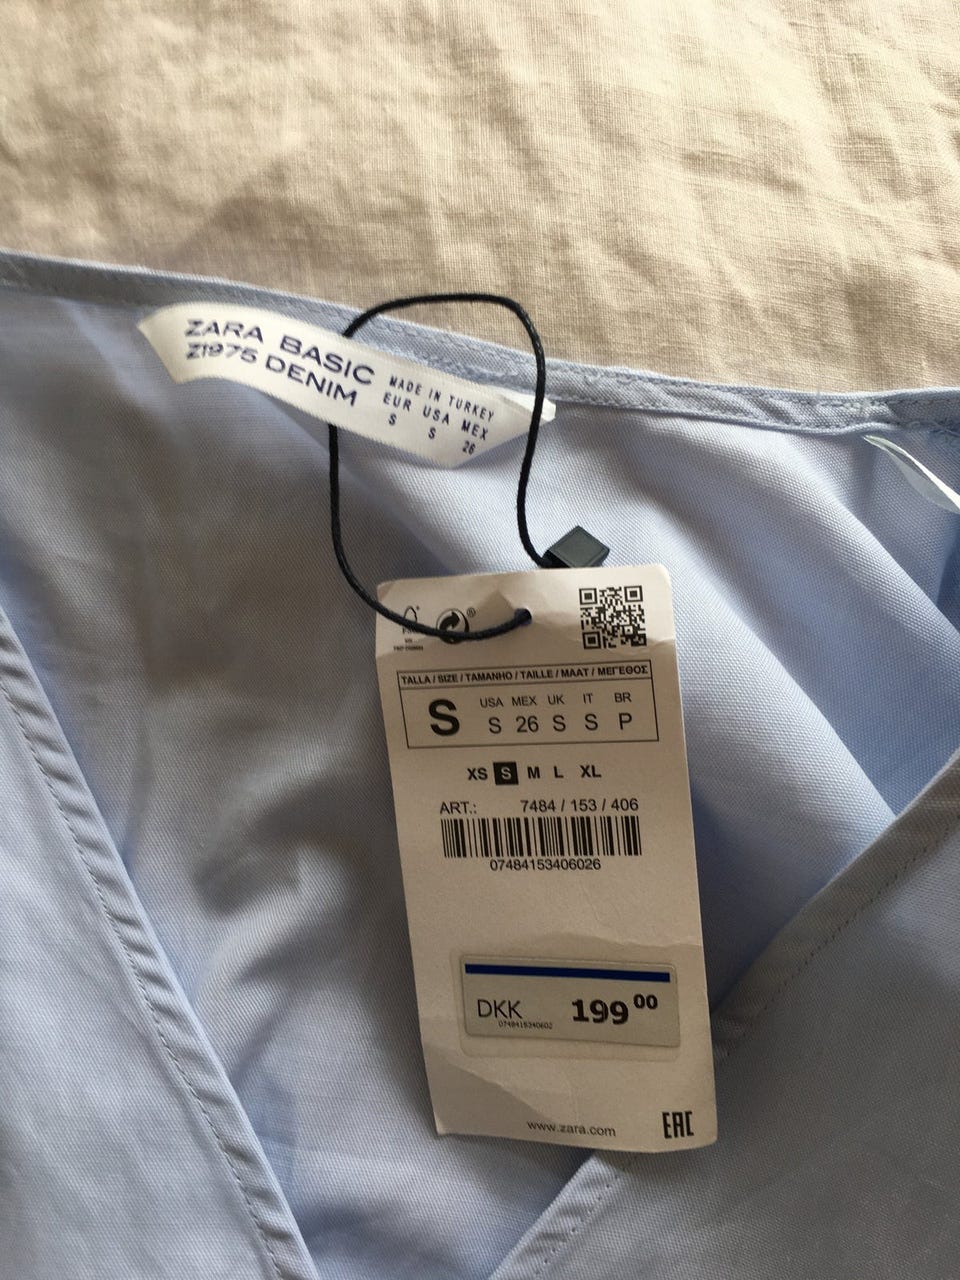 ZARA BASIC
Z1975 DENIM
MADE IN TURKEY
EUR USA MEX
S S 26
TALLA / SIZE / TAMANHO / TAILLE / MAAT / ΜΕΓΕΘΟΣ
USA MEX UK IT BR
S S 26 S S P
XS S M L XL
ART.: 7484 / 153 / 406
07484153406026
DKK 199 00
0748415340602
www.zara.com
EAC